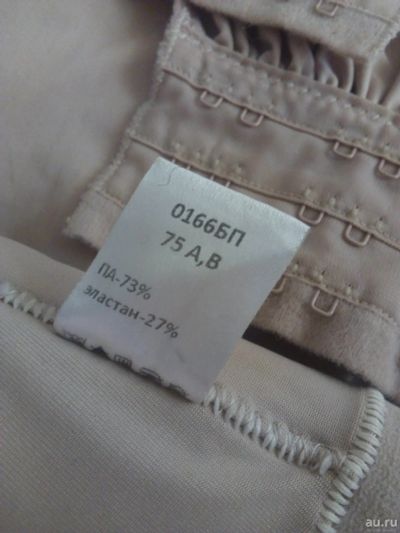 0166БП
75 А,В
ПА-73%
эластан-27%
au.ru